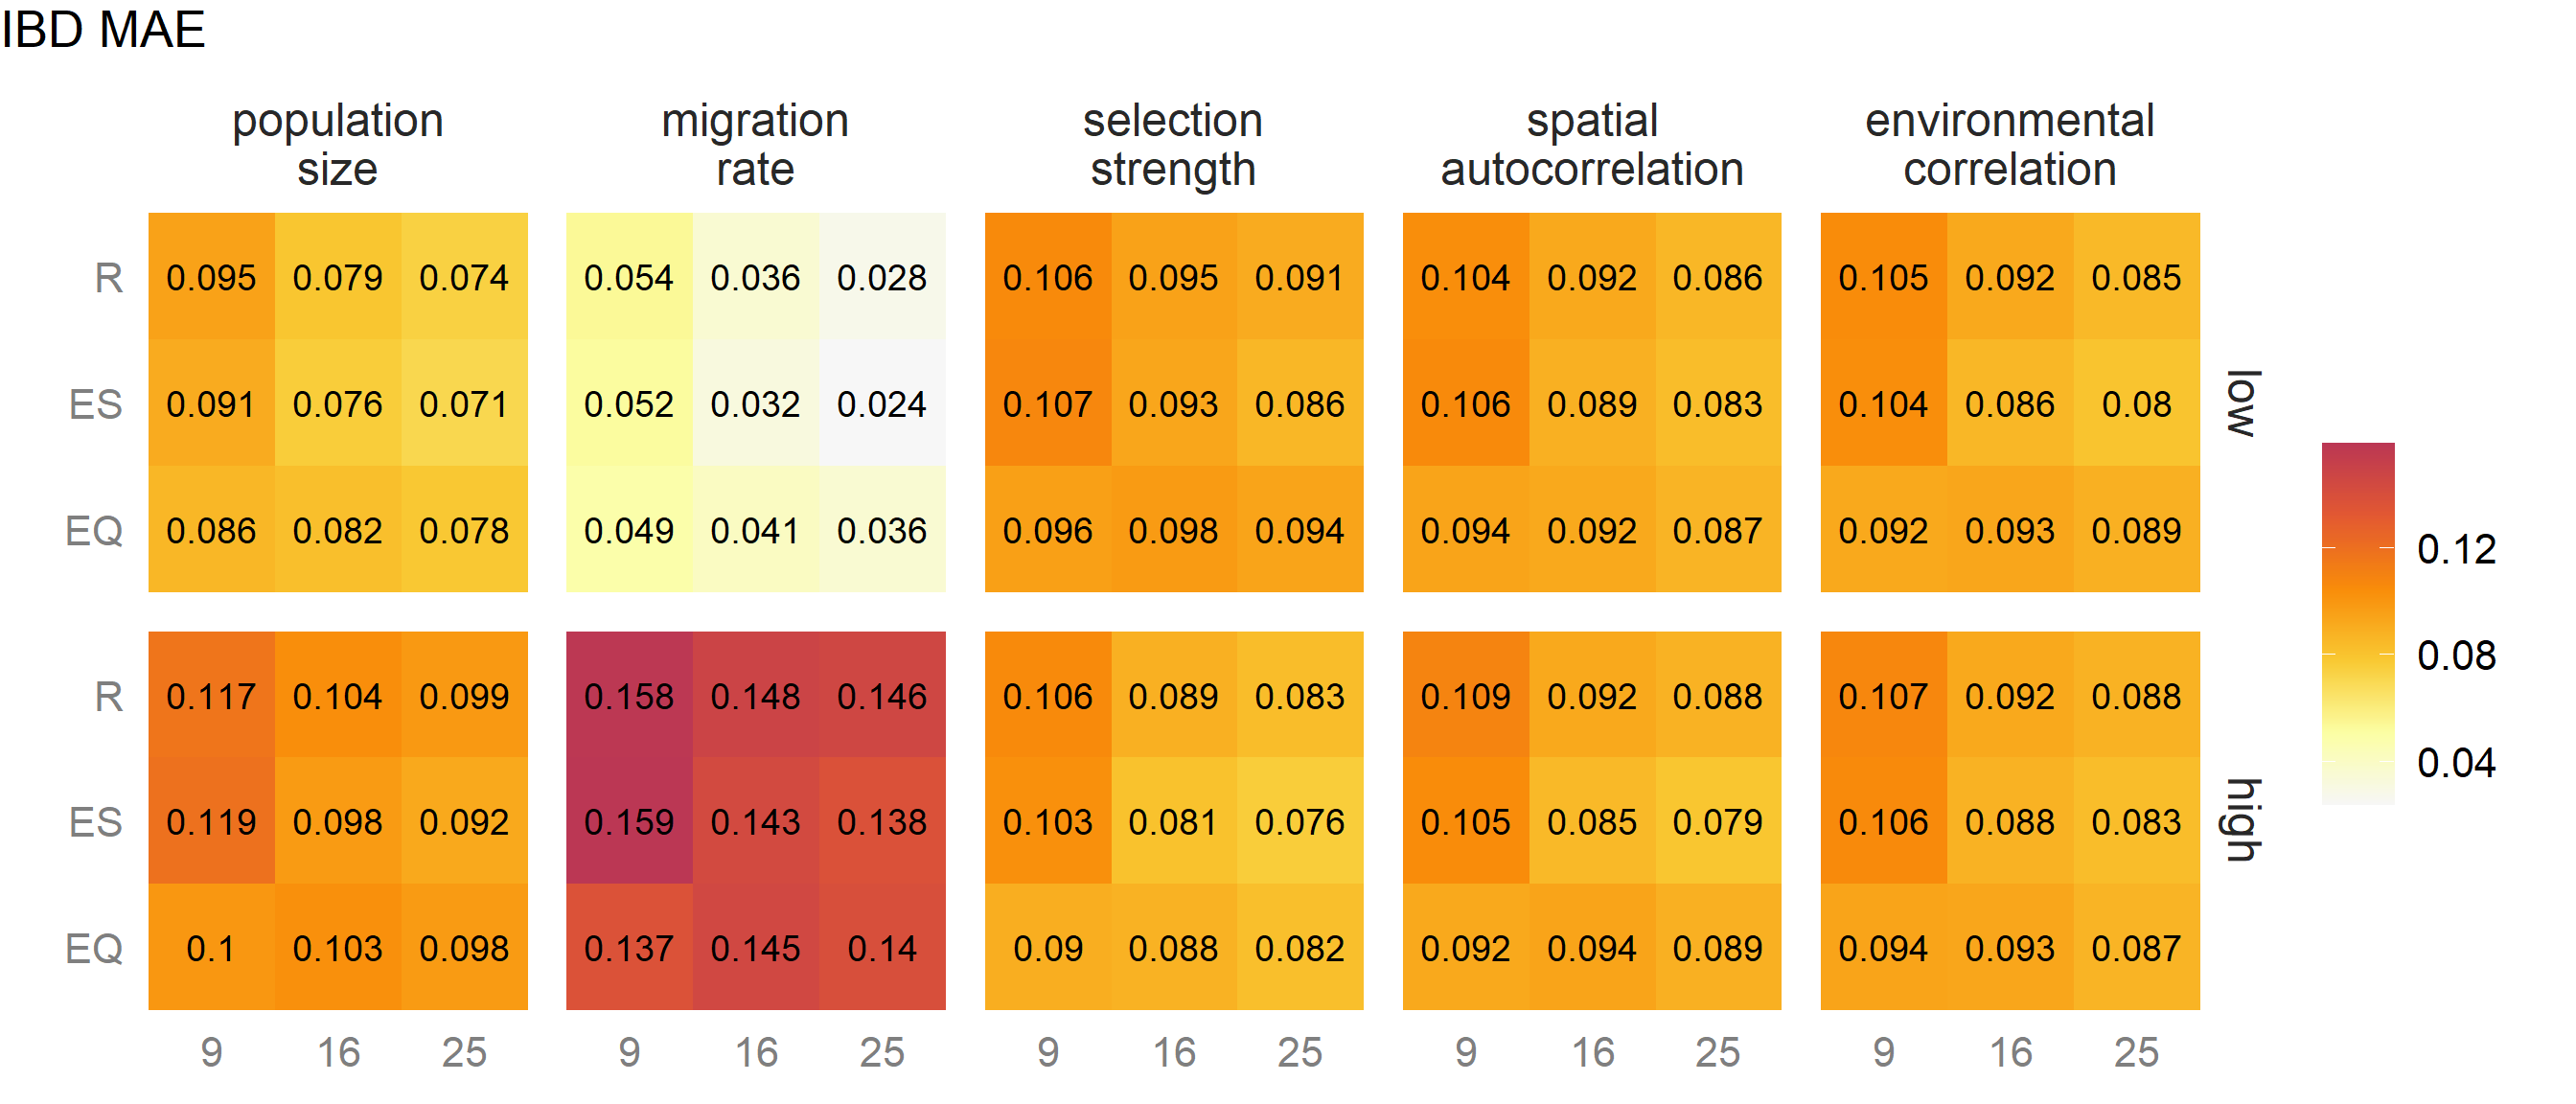 IBD MAE
population
size
migration
rate
selection
strength
spatial
autocorrelation
environmental
correlation
R 0.095 0.079 0.074 0.054 0.036 0.028 0.106 0.095 0.091 0.104 0.092 0.086 0.105 0.092 0.085
ES 0.091 0.076 0.071 0.052 0.032 0.024 0.107 0.093 0.086 0.106 0.089 0.083 0.104 0.086 0.08
EQ 0.086 0.082 0.078 0.049 0.041 0.036 0.096 0.098 0.094 0.094 0.092 0.087 0.092 0.093 0.089
low
R 0.117 0.104 0.099 0.158 0.148 0.146 0.106 0.089 0.083 0.109 0.092 0.088 0.107 0.092 0.088
ES 0.119 0.098 0.092 0.159 0.143 0.138 0.103 0.081 0.076 0.105 0.085 0.079 0.106 0.088 0.083
EQ 0.1 0.103 0.098 0.137 0.145 0.14 0.09 0.088 0.082 0.092 0.094 0.089 0.094 0.093 0.087
high
9 16 25 9 16 25 9 16 25 9 16 25 9 16 25
0.12
0.08
0.04